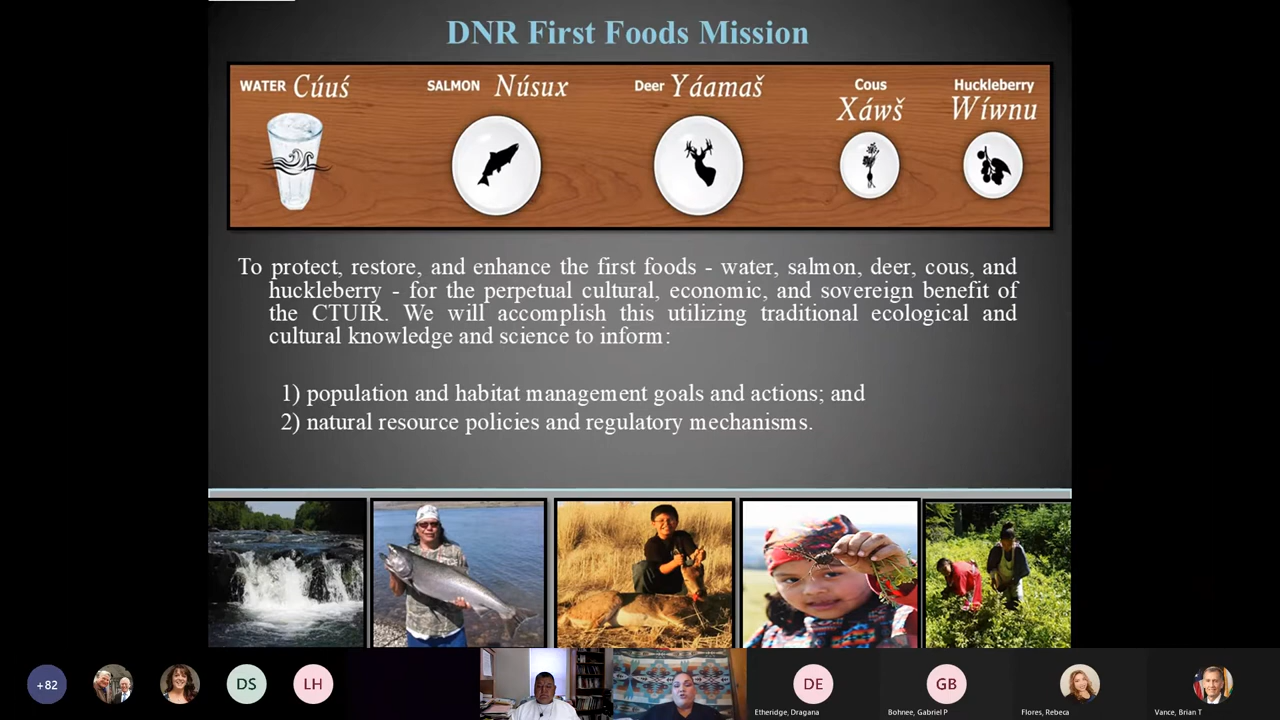 DNR First Foods Mission
WATER Cúuš
SALMON Núsux
Deer Yáamaš
Cous
Xáwš
Huckleberry
Wíwnu
To protect, restore, and enhance the first foods - water, salmon, deer, cous, and
huckleberry - for the perpetual cultural, economic, and sovereign benefit of
the CTUIR. We will accomplish this utilizing traditional ecological and
cultural knowledge and science to inform:
1) population and habitat management goals and actions; and
2) natural resource policies and regulatory mechanisms.
+82
DS
LH
DE
GB
Etheridge, Dragana
Bohnee, Gabriel P
Flores, Rebeca
Vance, Brian T